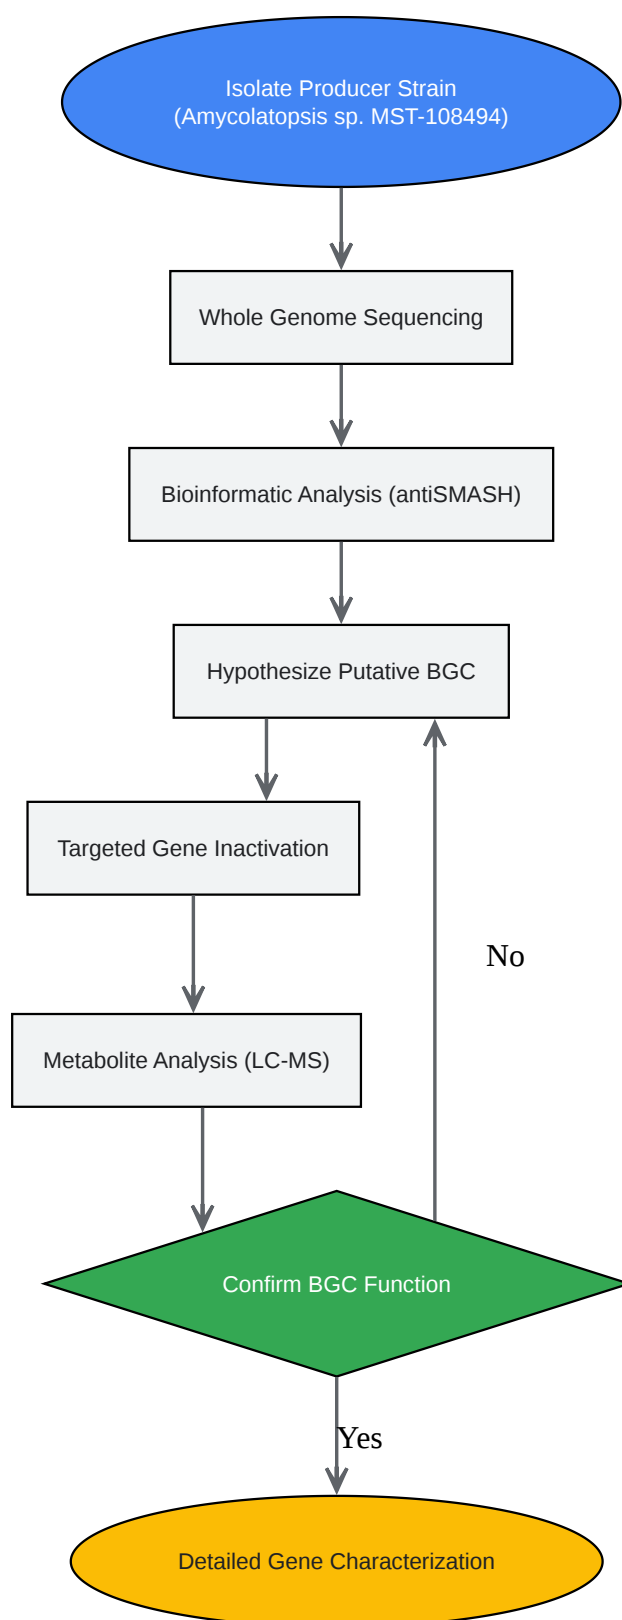 Isolate Producer Strain
(Amycolatopsis sp. MST-108494)
Whole Genome Sequencing
Bioinformatic Analysis (antiSMASH)
Hypothesize Putative BGC
Targeted Gene Inactivation
No
Metabolite Analysis (LC-MS)
Confirm BGC Function
Yes
Detailed Gene Characterization